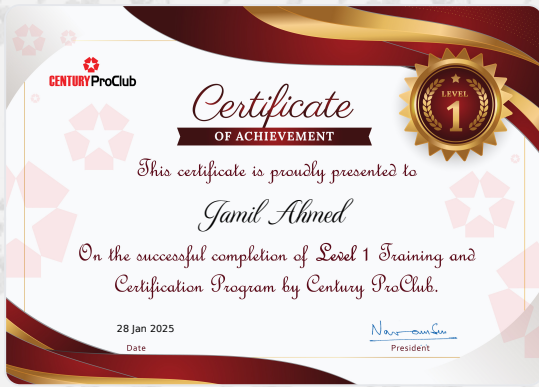 CENTURY ProClub
Certificate
OF ACHIEVEMENT
LEVEL
1
This certificate is proudly presented to
Jamil Ahmed
On the successful completion of Level 1 Training and
Certification Program by Century ProClub.
28 Jan 2025
Date
President